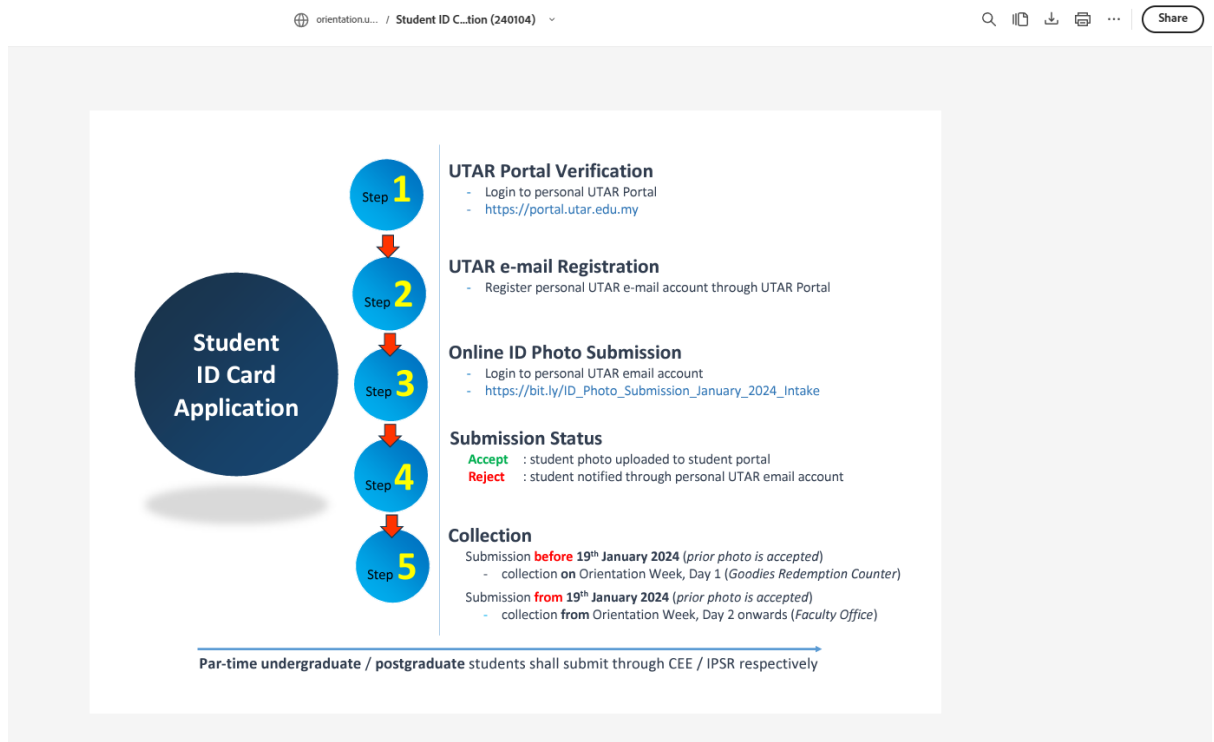 orientation.u... / Student ID C...tion (240104)
Share
Student
ID Card
Application
Step 1
UTAR Portal Verification
- Login to personal UTAR Portal
- https://portal.utar.edu.my
Step 2
UTAR e-mail Registration
- Register personal UTAR e-mail account through UTAR Portal
Step 3
Online ID Photo Submission
- Login to personal UTAR email account
- https://bit.ly/ID_Photo_Submission_January_2024_Intake
Step 4
Submission Status
Accept : student photo uploaded to student portal
Reject : student notified through personal UTAR email account
Step 5
Collection
Submission before 19th January 2024 (prior photo is accepted)
- collection on Orientation Week, Day 1 (Goodies Redemption Counter)
Submission from 19th January 2024 (prior photo is accepted)
- collection from Orientation Week, Day 2 onwards (Faculty Office)
Par-time undergraduate / postgraduate students shall submit through CEE / IPSR respectively